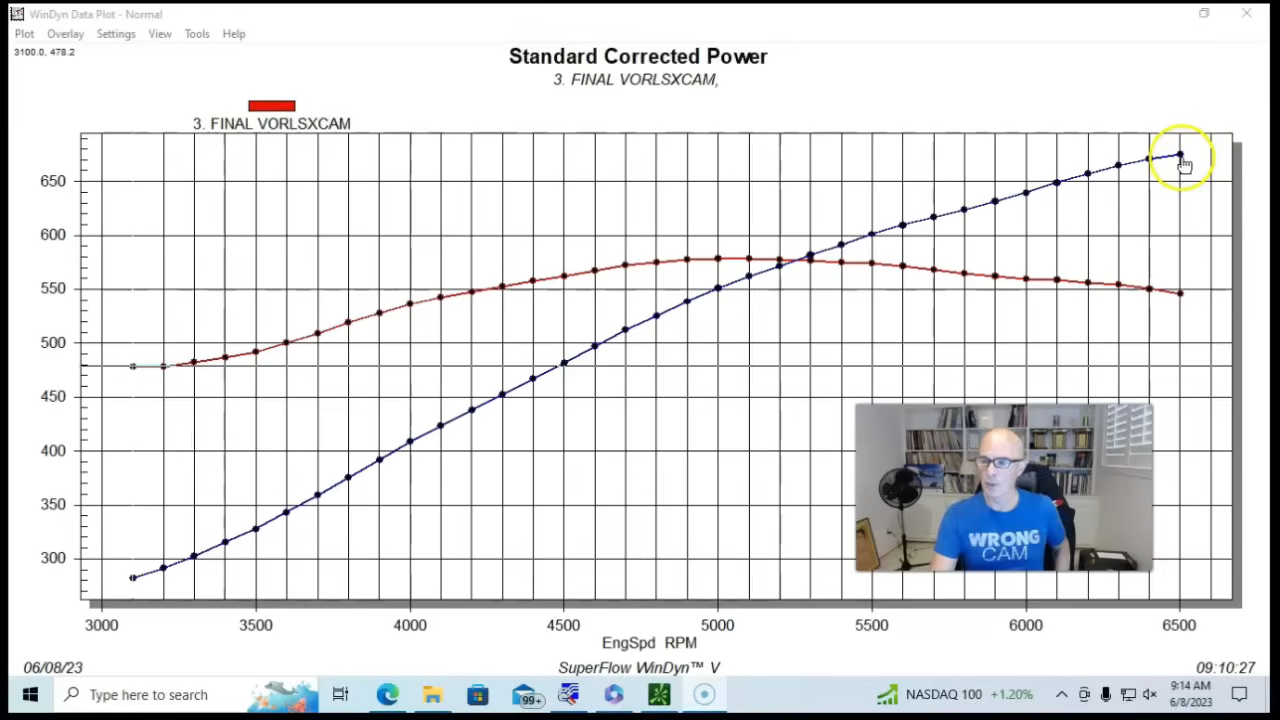 WinDyn Data Plot - Normal
Plot Overlay Settings View Tools Help
3100.0, 478.2
Standard Corrected Power
3. FINAL VORLSXCAM,
3. FINAL VORLSXCAM
650
600
550
500
450
400
350
300
WRONG
CAM
3000 3500 4000 4500 5000 5500 6000 6500
EngSpd RPM
06/08/23 SuperFlow WinDyn™ V 09:10:27
Type here to search 99+ NASDAQ 100 +1.20% 9:14 AM
6/8/2023